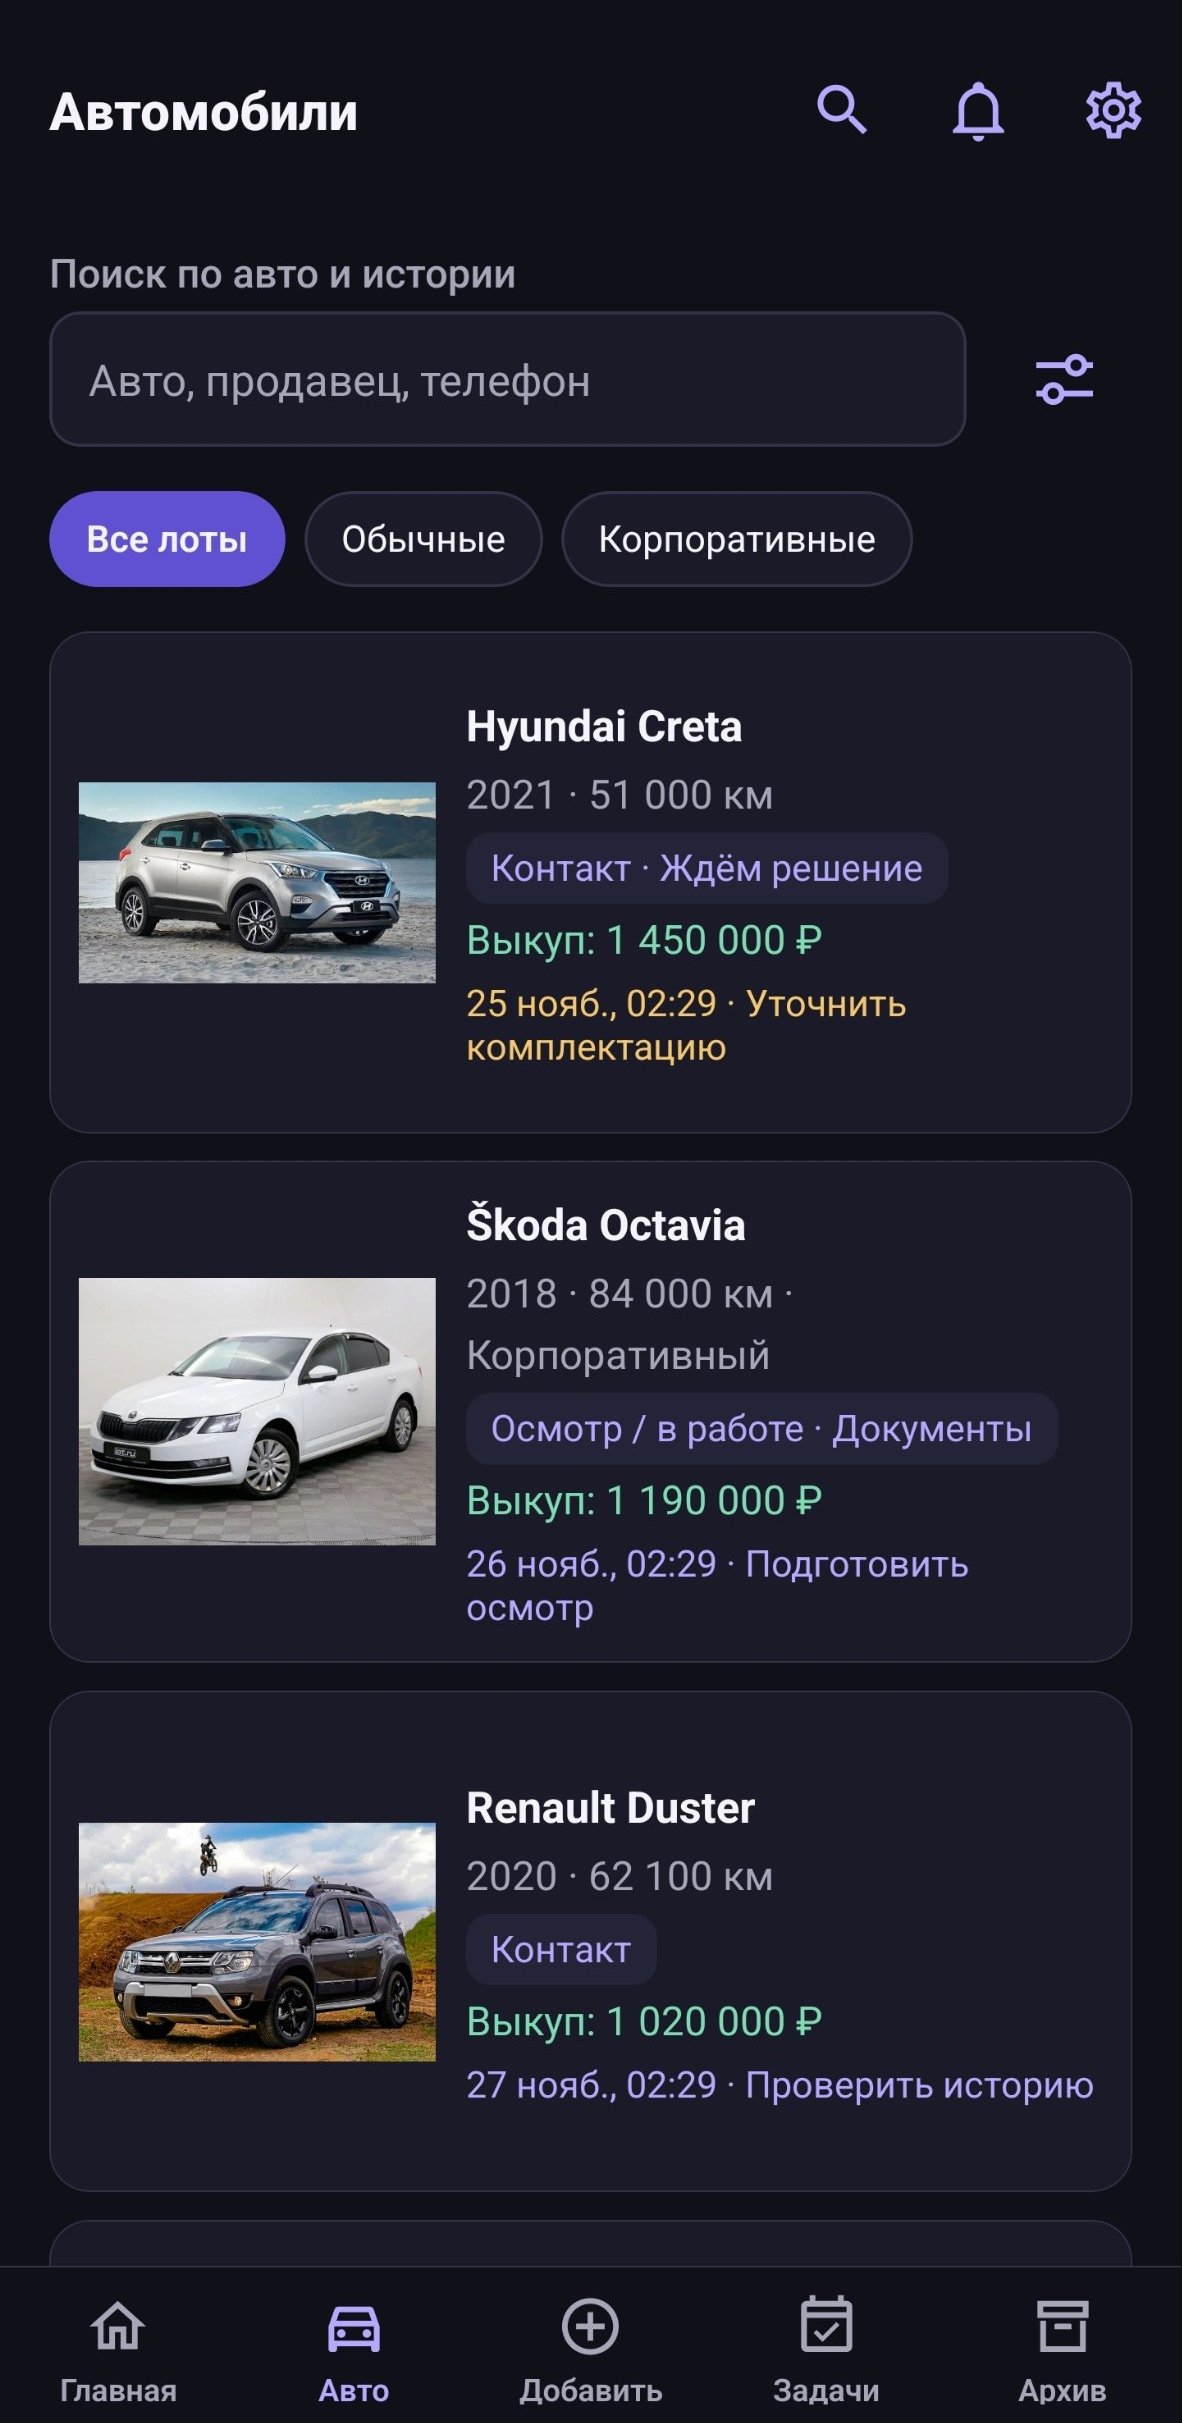 Автомобили
Поиск по авто и истории
Авто, продавец, телефон
Все лоты
Обычные
Корпоративные
Hyundai Creta
2021 · 51 000 км
Контакт · Ждём решение
Выкуп: 1 450 000 ₽
25 нояб., 02:29 · Уточнить
комплектацию
Škoda Octavia
2018 · 84 000 км ·
Корпоративный
Осмотр / в работе · Документы
Выкуп: 1 190 000 ₽
26 нояб., 02:29 · Подготовить
осмотр
Renault Duster
2020 · 62 100 км
Контакт
Выкуп: 1 020 000 ₽
27 нояб., 02:29 · Проверить историю
Главная
Авто
Добавить
Задачи
Архив